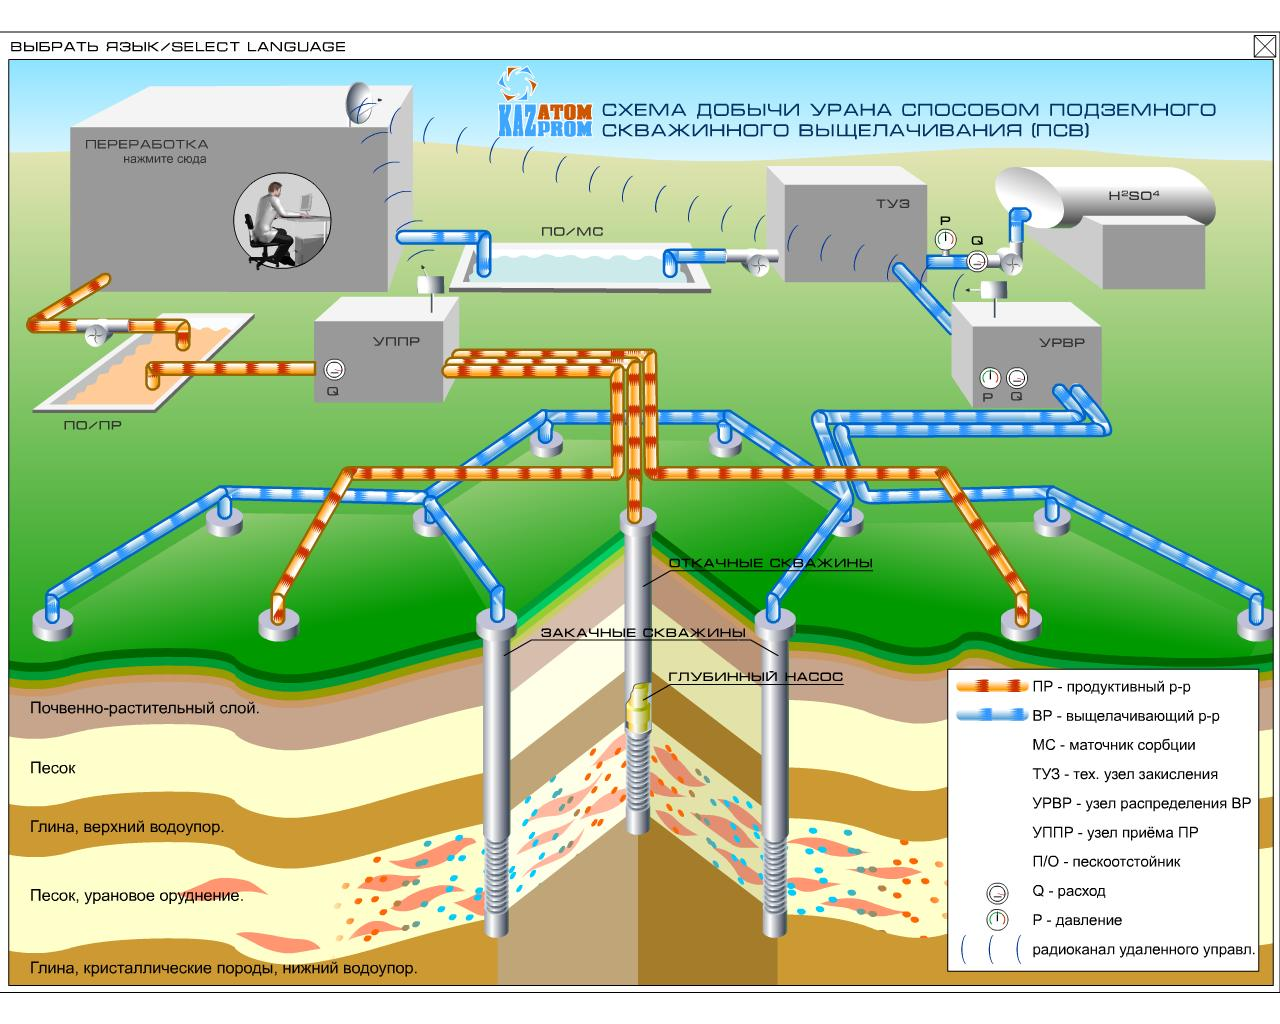 ВЫБРАТЬ ЯЗЫК/SELECT LANGUAGE
KAZATOMPROM
СХЕМА ДОБЫЧИ УРАНА СПОСОБОМ ПОДЗЕМНОГО
СКВАЖИННОГО ВЫЩЕЛАЧИВАНИЯ (ПСВ)
ПЕРЕРАБОТКА
нажмите сюда
ПО/МС
ТУЗ
P
Q
H²SO⁴
УППР
Q
УРВР
P
Q
ПО/ПР
ОТКАЧНЫЕ СКВАЖИНЫ
ЗАКАЧНЫЕ СКВАЖИНЫ
ГЛУБИННЫЙ НАСОС
Почвенно-растительный слой.
Песок
Глина, верхний водоупор.
Песок, урановое оруднение.
Глина, кристаллические породы, нижний водоупор.
ПР - продуктивный р-р
ВР - выщелачивающий р-р
МС - маточник сорбции
ТУЗ - тех. узел закисления
УРВР - узел распределения ВР
УППР - узел приёма ПР
П/О - пескоотстойник
Q - расход
P - давление
радиоканал удаленного управл.